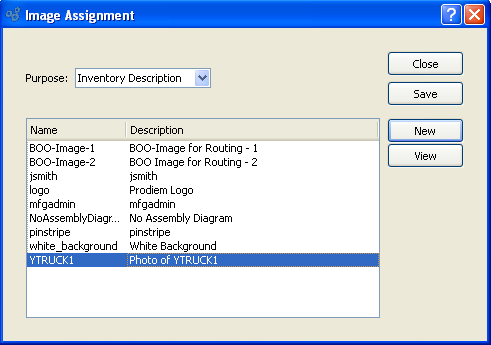 Image Assignment
Purpose: Inventory Description
Close
Save
New
View
Name Description
BOO-Image-1 BOO-Image for Routing - 1
BOO-Image-2 BOO Image for Routing - 2
jsmith jsmith
logo Prodiem Logo
mfgadmin mfgadmin
NoAssemblyDiagr... No Assembly Diagram
pinstripe pinstripe
white_background White Background
YTRUCK1 Photo of YTRUCK1